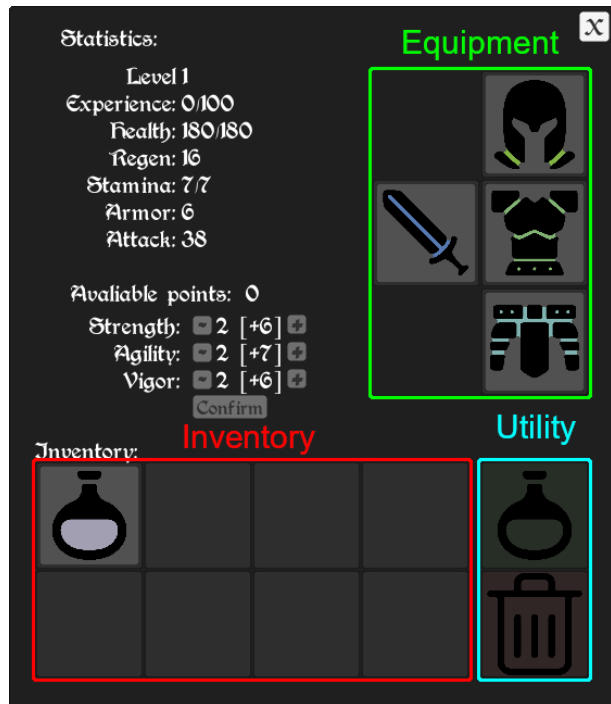 Statistics:
X
Equipment
Level 1
Experience: 0/100
Health: 180/180
Regen: 16
Stamina: 7/7
Armor: 6
Attack: 38
Avaliable points: 0
Strength: - 2 [+6] +
Agility: - 2 [+7] +
Vigor: - 2 [+6] +
Confirm
Inventory
Utility
Inventory: